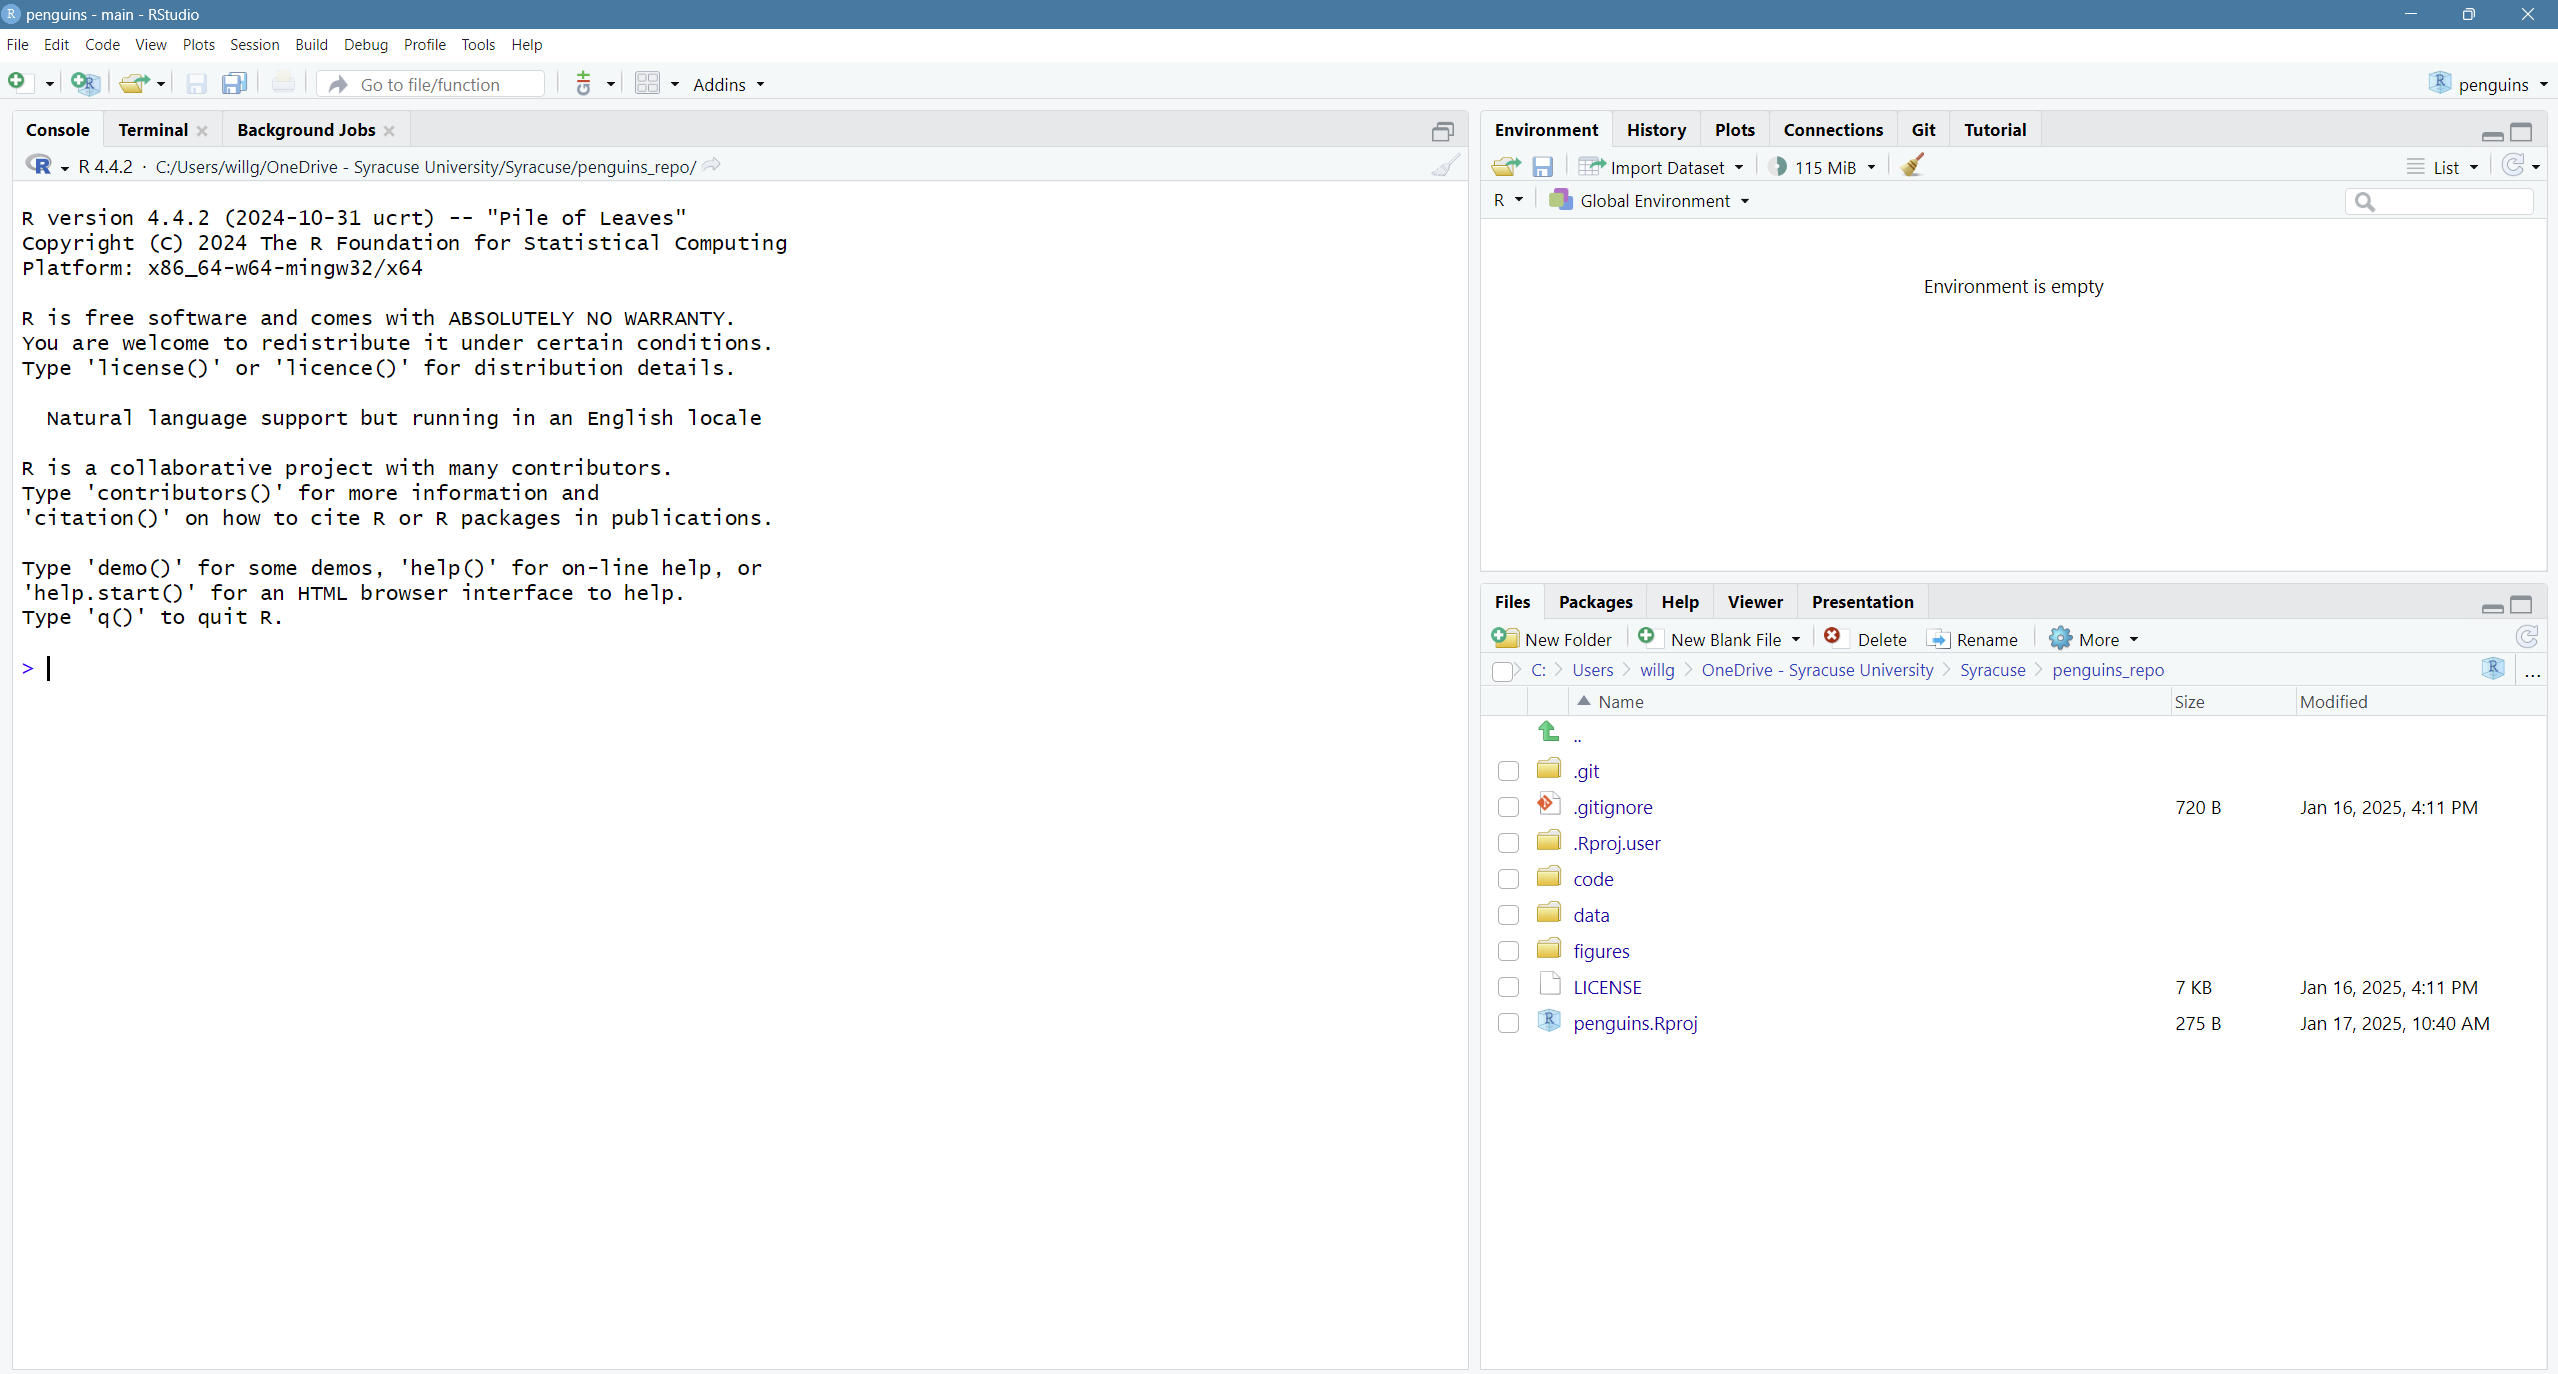 penguins - main - RStudio
File Edit Code View Plots Session Build Debug Profile Tools Help
Go to file/function Addins penguins
Console Terminal Background Jobs
R 4.4.2 · C:/Users/willg/OneDrive - Syracuse University/Syracuse/penguins_repo/
R version 4.4.2 (2024-10-31 ucrt) -- "Pile of Leaves"
Copyright (C) 2024 The R Foundation for Statistical Computing
Platform: x86_64-w64-mingw32/x64
R is free software and comes with ABSOLUTELY NO WARRANTY.
You are welcome to redistribute it under certain conditions.
Type 'license()' or 'licence()' for distribution details.
Natural language support but running in an English locale
R is a collaborative project with many contributors.
Type 'contributors()' for more information and
'citation()' on how to cite R or R packages in publications.
Type 'demo()' for some demos, 'help()' for on-line help, or
'help.start()' for an HTML browser interface to help.
Type 'q()' to quit R.
>
Environment History Plots Connections Git Tutorial
Import Dataset 115 MiB List
R Global Environment
Environment is empty
Files Packages Help Viewer Presentation
New Folder New Blank File Delete Rename More
C: Users willg OneDrive - Syracuse University Syracuse penguins_repo ...
Name Size Modified
..
.git
.gitignore 720 B Jan 16, 2025, 4:11 PM
.Rproj.user
code
data
figures
LICENSE 7 KB Jan 16, 2025, 4:11 PM
penguins.Rproj 275 B Jan 17, 2025, 10:40 AM